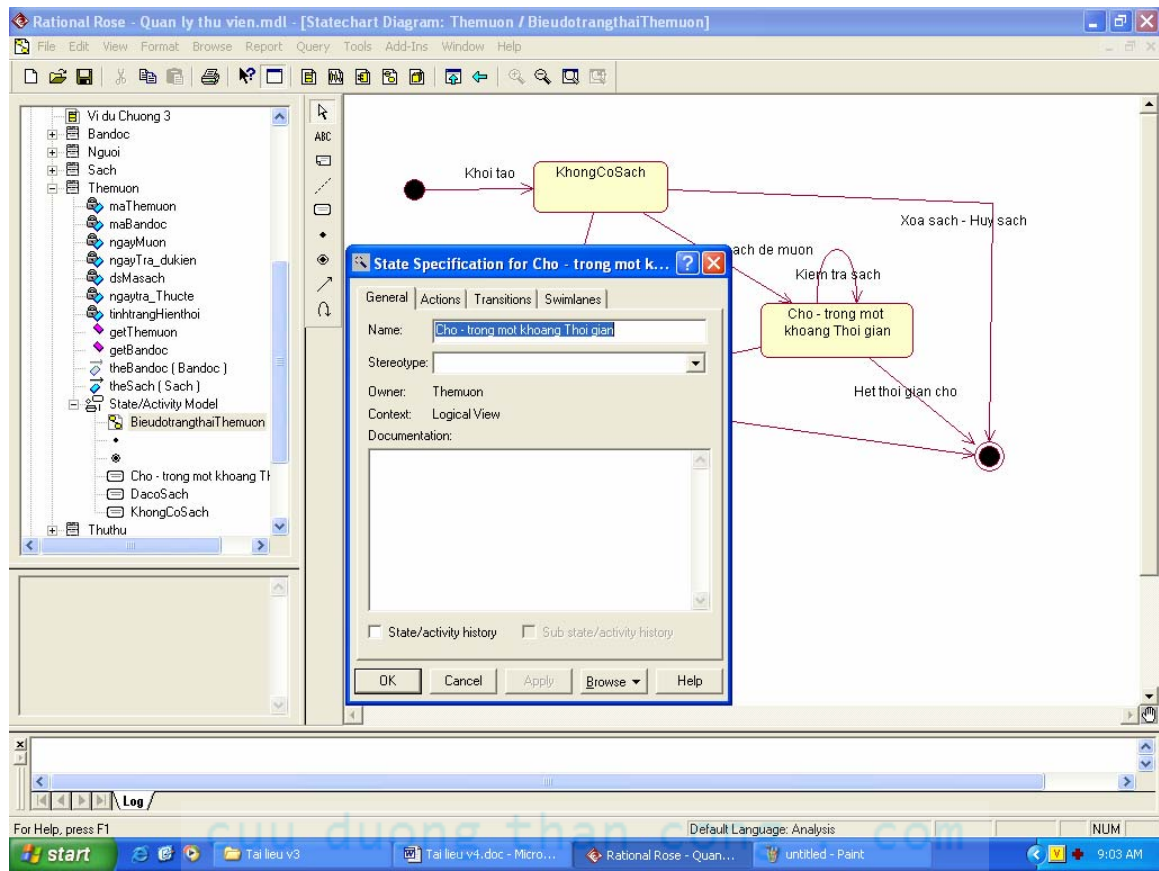 Rational Rose - Quan ly thu vien.mdl - [Statechart Diagram: Themuon / BieudotrangthaiThemuon]
File Edit View Format Browse Report Query Tools Add-Ins Window Help
Vi du Chuong 3
Bandoc
Nguoi
Sach
Themuon
maThemuon
maBandoc
ngayMuon
ngayTra_dukien
dsMasach
ngaytra_Thucte
tinhtrangHienthoi
getThemuon
getBandoc
theBandoc ( Bandoc )
theSach ( Sach )
State/Activity Model
BieudotrangthaiThemuon
Cho - trong mot khoang Th
DacoSach
KhongCoSach
Thuthu
ABC
Khoi tao
KhongCoSach
Xoa sach - Huy sach
ach de muon
Kiem tra sach
Cho - trong mot
khoang Thoi gian
Het thoi gian cho
State Specification for Cho - trong mot k...
General Actions Transitions Swimlanes
Name: Cho - trong mot khoang Thoi gian
Stereotype:
Owner: Themuon
Context: Logical View
Documentation:
State/activity history Sub state/activity history
OK Cancel Apply Browse Help
Log
For Help, press F1 Default Language: Analysis NUM
cuu duong than cong . com
start Tai lieu v3 Tai lieu v4.doc - Micro... Rational Rose - Quan... untitled - Paint 9:03 AM